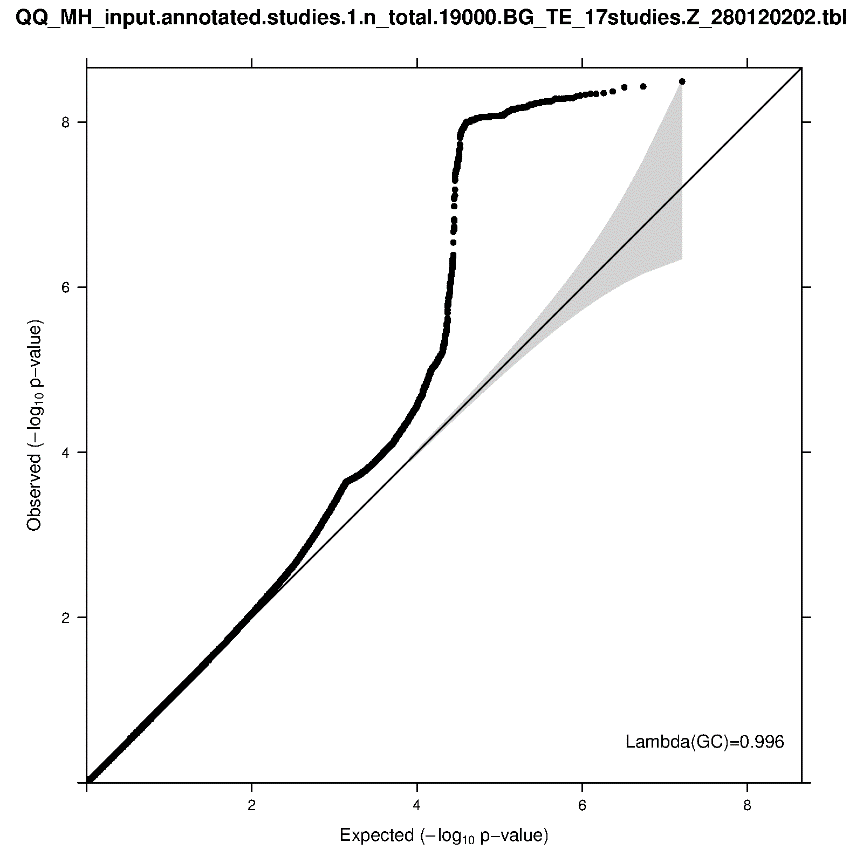 QQ_MH_input.annotated.studies.1.n_total.19000.BG_TE_17studies.Z_280120202.tbl
8
6
4
2
Observed (−log10 p−value)
Lambda(GC)=0.996
2 4 6 8
Expected (−log10 p−value)